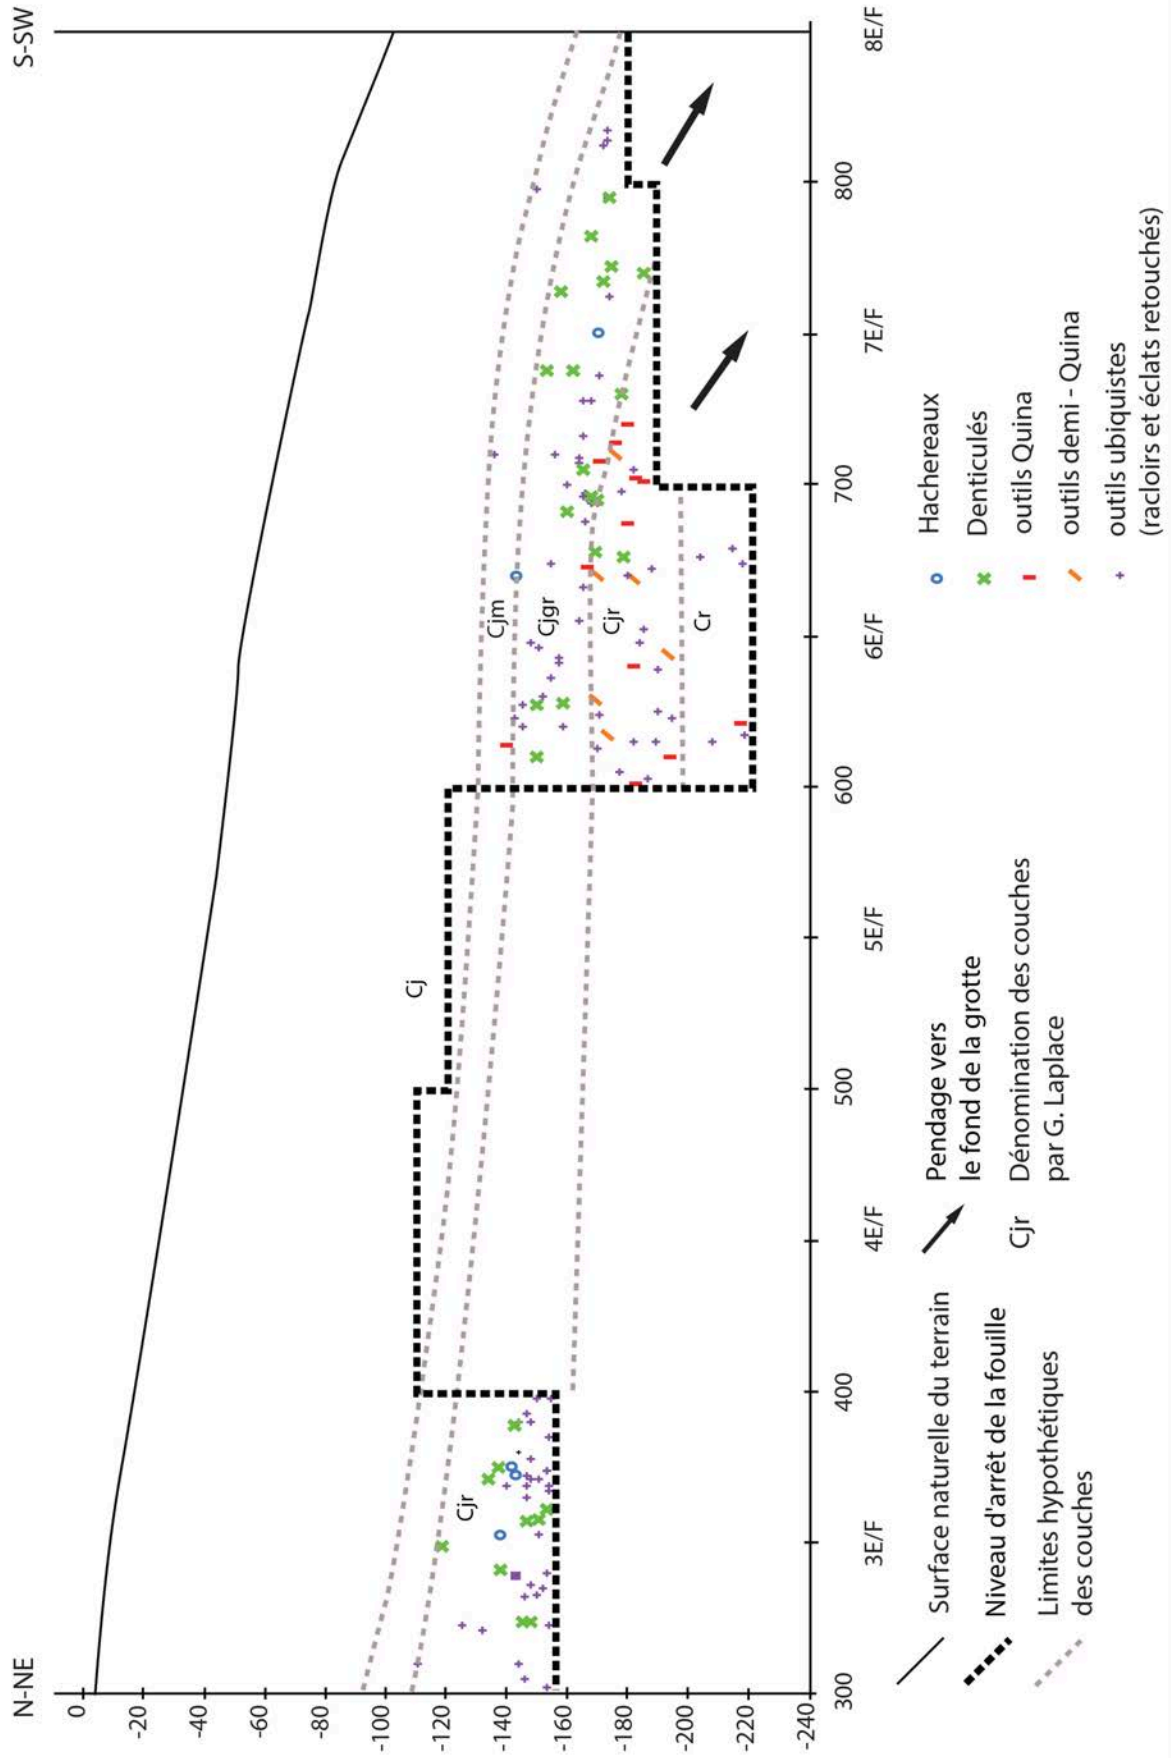 N-NE
S-SW
0
-20
-40
-60
-80
-100
-120
-140
-160
-180
-200
-220
-240
Cj
Cjm
Cjgr
Cjr
Cjr
Cr
300
400
500
600
700
800
3E/F
4E/F
5E/F
6E/F
7E/F
8E/F
Surface naturelle du terrain
Niveau d'arrêt de la fouille
Limites hypothétiques
des couches
Pendage vers
le fond de la grotte
Cjr Dénomination des couches
par G. Laplace
Hachereaux
Denticulés
outils Quina
outils demi - Quina
outils ubiquistes
(racloirs et éclats retouchés)